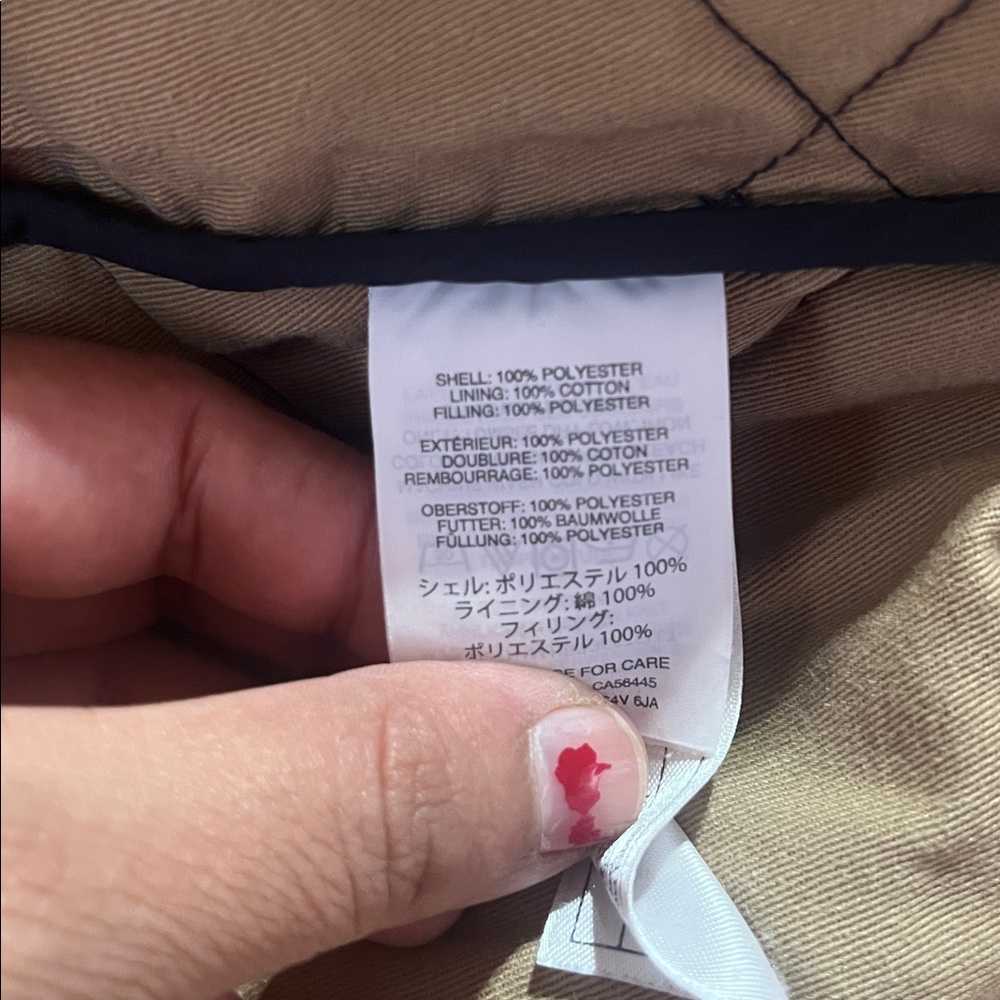 SHELL: 100% POLYESTER
LINING: 100% COTTON
FILLING: 100% POLYESTER
EXTÉRIEUR: 100% POLYESTER
DOUBLURE: 100% COTON
REMBOURRAGE: 100% POLYESTER
OBERSTOFF: 100% POLYESTER
FUTTER: 100% BAUMWOLLE
FÜLLUNG: 100% POLYESTER
シェル: ポリエステル 100%
ライニング: 綿 100%
フィリング:
ポリエステル 100%
FOR CARE
CA56445
6JA